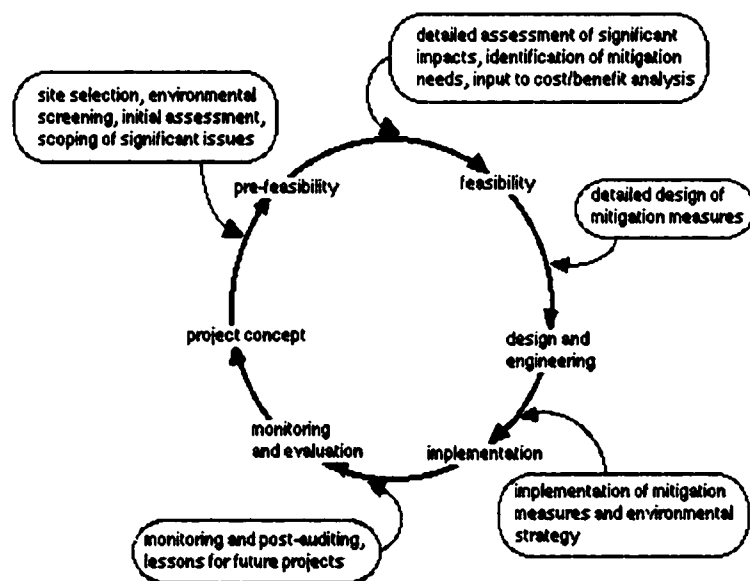 detailed assessment of significant
impacts, identification of mitigation
needs, input to cost/benefit analysis
site selection, environmental
screening, initial assessment,
scoping of significant issues
pre-feasibility
feasibility
detailed design of
mitigation measures
project concept
design and
engineering
monitoring
and evaluation
implementation
implementation of mitigation
measures and environmental
strategy
monitoring and post-auditing,
lessons for future projects